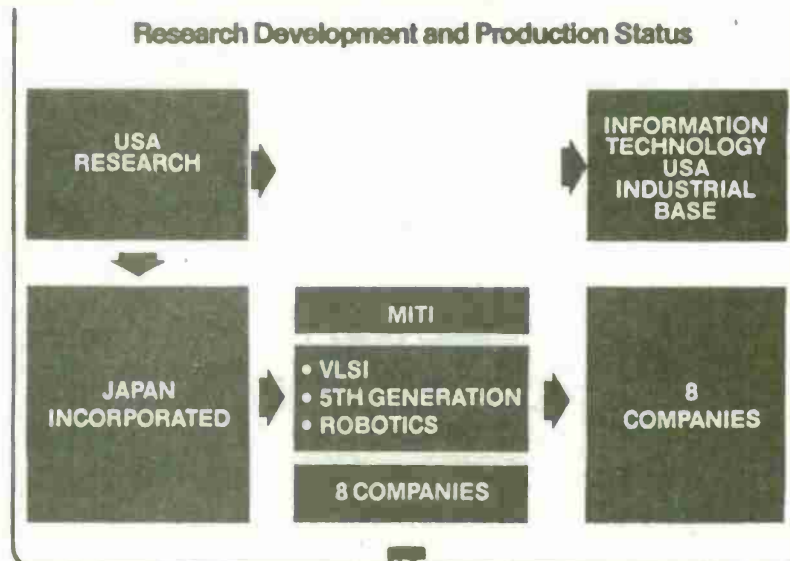 Research Development and Production Status
USA
RESEARCH
INFORMATION
TECHNOLOGY
USA
INDUSTRIAL
BASE
JAPAN
INCORPORATED
MITI
• VLSI
• 5TH GENERATION
• ROBOTICS
8 COMPANIES
8
COMPANIES